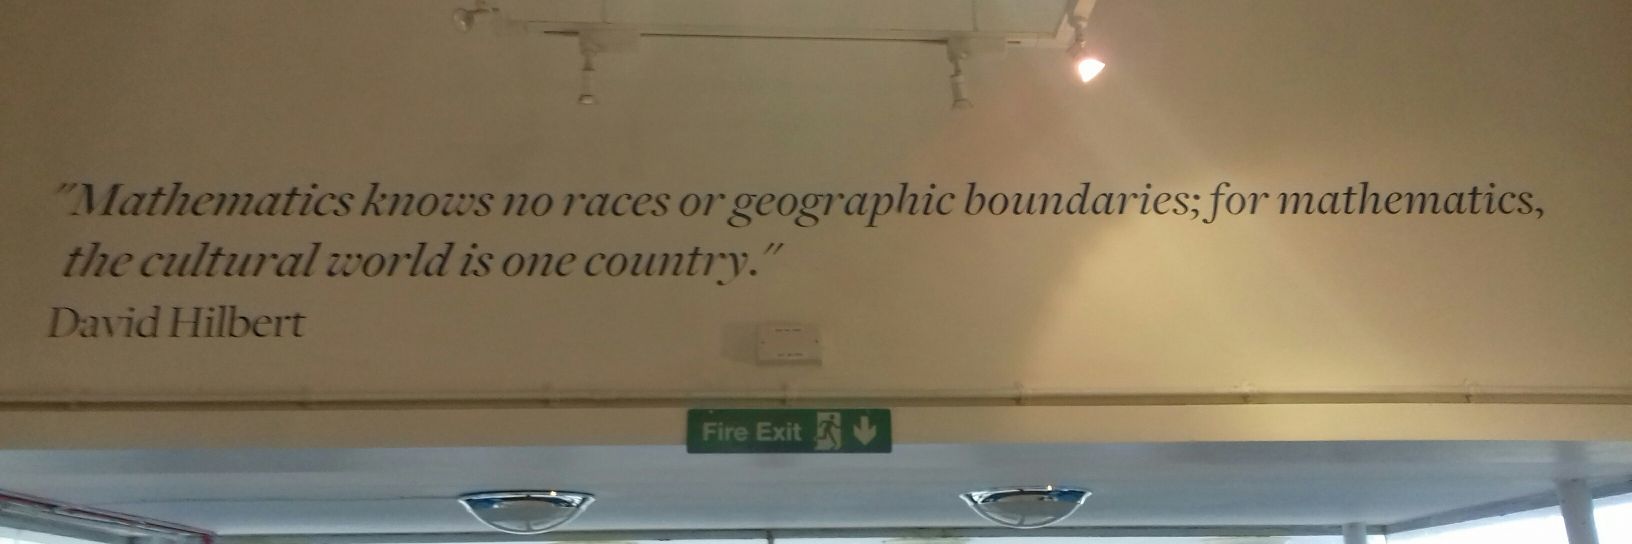 "Mathematics knows no races or geographic boundaries; for mathematics,
the cultural world is one country."
David Hilbert
Fire Exit